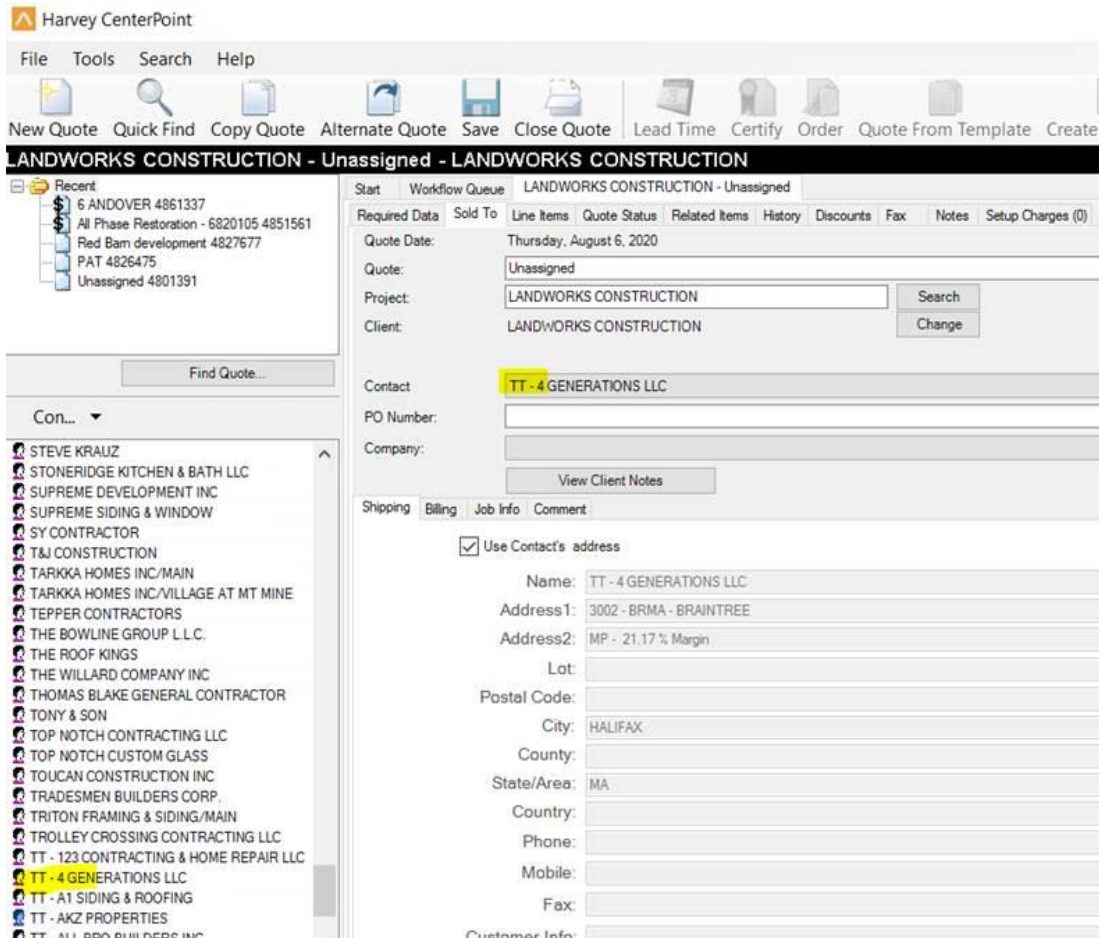 Harvey CenterPoint
File Tools Search Help
New Quote Quick Find Copy Quote Alternate Quote Save Close Quote Lead Time Certify Order Quote From Template Create
LANDWORKS CONSTRUCTION - Unassigned - LANDWORKS CONSTRUCTION
Recent
6 ANDOVER 4861337
All Phase Restoration - 6820105 4851561
Red Barn development 4827677
PAT 4826475
Unassigned 4801391
Find Quote...
Con...
STEVE KRAUZ
STONERIDGE KITCHEN & BATH LLC
SUPREME DEVELOPMENT INC
SUPREME SIDING & WINDOW
SY CONTRACTOR
T&J CONSTRUCTION
TARKKA HOMES INC/MAIN
TARKKA HOMES INC/VILLAGE AT MT MINE
TEPPER CONTRACTORS
THE BOWLINE GROUP L.L.C.
THE ROOF KINGS
THE WILLARD COMPANY INC
THOMAS BLAKE GENERAL CONTRACTOR
TONY & SON
TOP NOTCH CONTRACTING LLC
TOP NOTCH CUSTOM GLASS
TOUCAN CONSTRUCTION INC
TRADESMEN BUILDERS CORP.
TRITON FRAMING & SIDING/MAIN
TROLLEY CROSSING CONTRACTING LLC
TT - 123 CONTRACTING & HOME REPAIR LLC
TT - 4 GENERATIONS LLC
TT - A1 SIDING & ROOFING
TT - AKZ PROPERTIES
TT - ALL PRO BUILDERS INC
Start Workflow Queue LANDWORKS CONSTRUCTION - Unassigned
Required Data Sold To Line Items Quote Status Related Items History Discounts Fax Notes Setup Charges (0)
Quote Date: Thursday, August 6, 2020
Quote: Unassigned
Project: LANDWORKS CONSTRUCTION Search
Client: LANDWORKS CONSTRUCTION Change
Contact TT - 4 GENERATIONS LLC
PO Number:
Company:
View Client Notes
Shipping Billing Job Info Comment
Use Contact's address
Name: TT - 4 GENERATIONS LLC
Address1: 3002 - BRMA - BRAINTREE
Address2: MP - 21.17 % Margin
Lot:
Postal Code:
City: HALIFAX
County:
State/Area: MA
Country:
Phone:
Mobile:
Fax:
Customer Info: